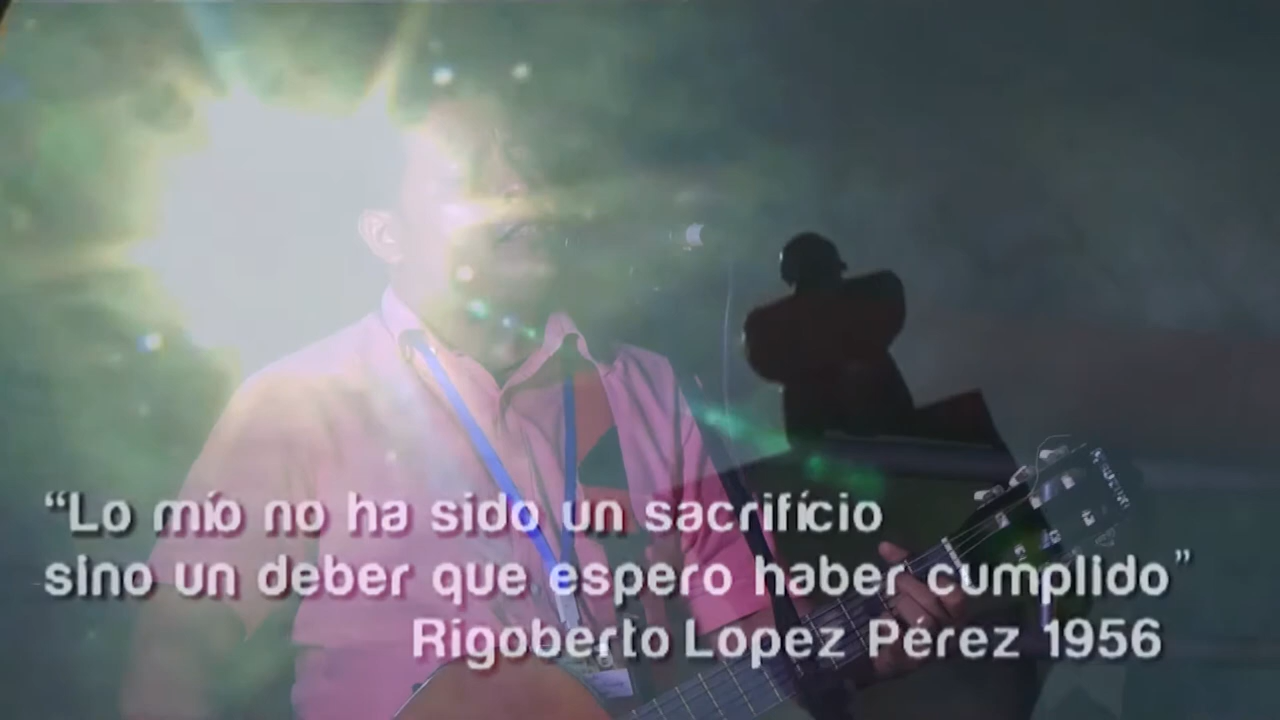 “Lo mío no ha sido un sacrifício
sino un deber que espero haber cumplido”
Rigoberto Lopez Pérez 1956